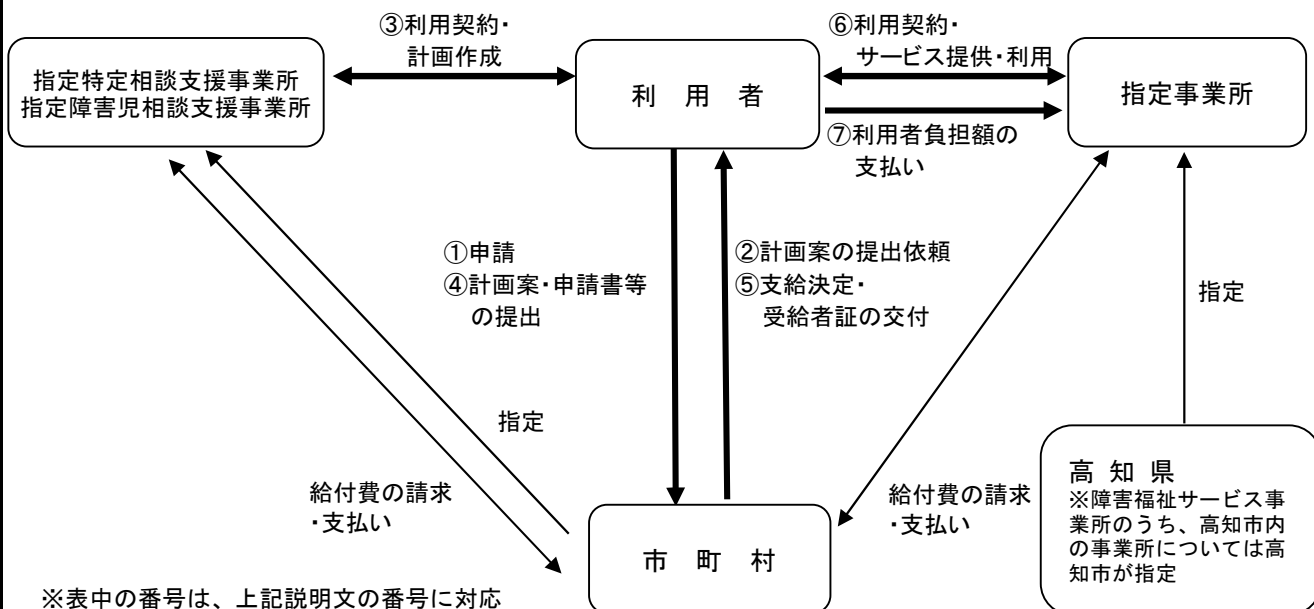 ③利用契約・
計画作成
⑥利用契約・
サービス提供・利用
指定特定相談支援事業所
指定障害児相談支援事業所
利　用　者
指定事業所
⑦利用者負担額の
支払い
①申請
④計画案・申請書等
の提出
②計画案の提出依頼
⑤支給決定・
受給者証の交付
指定
指定
給付費の請求
・支払い
給付費の請求
・支払い
高 知 県
※障害福祉サービス事
業所のうち、高知市内
の事業所については高
知市が指定
市　町　村
※表中の番号は、上記説明文の番号に対応